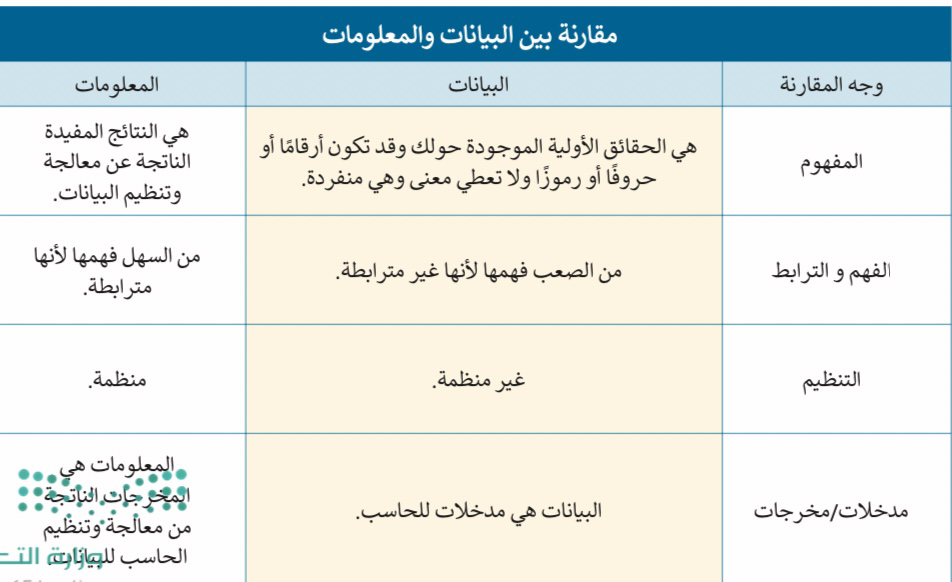 مقارنة بين البيانات والمعلومات
وجه المقارنة
البيانات
المعلومات
المفهوم
هي الحقائق الأولية الموجودة حولك وقد تكون أرقامًا أو
حروفًا أو رموزًا ولا تعطي معنى وهي منفردة.
هي النتائج المفيدة
الناتجة عن معالجة
وتنظيم البيانات.
الفهم و الترابط
من الصعب فهمها لأنها غير مترابطة.
من السهل فهمها لأنها
مترابطة.
التنظيم
غير منظمة.
منظمة.
مدخلات/مخرجات
البيانات هي مدخلات للحاسب.
المعلومات هي
المخرجات الناتجة
من معالجة وتنظيم
الحاسب للبيانات.
وزارة